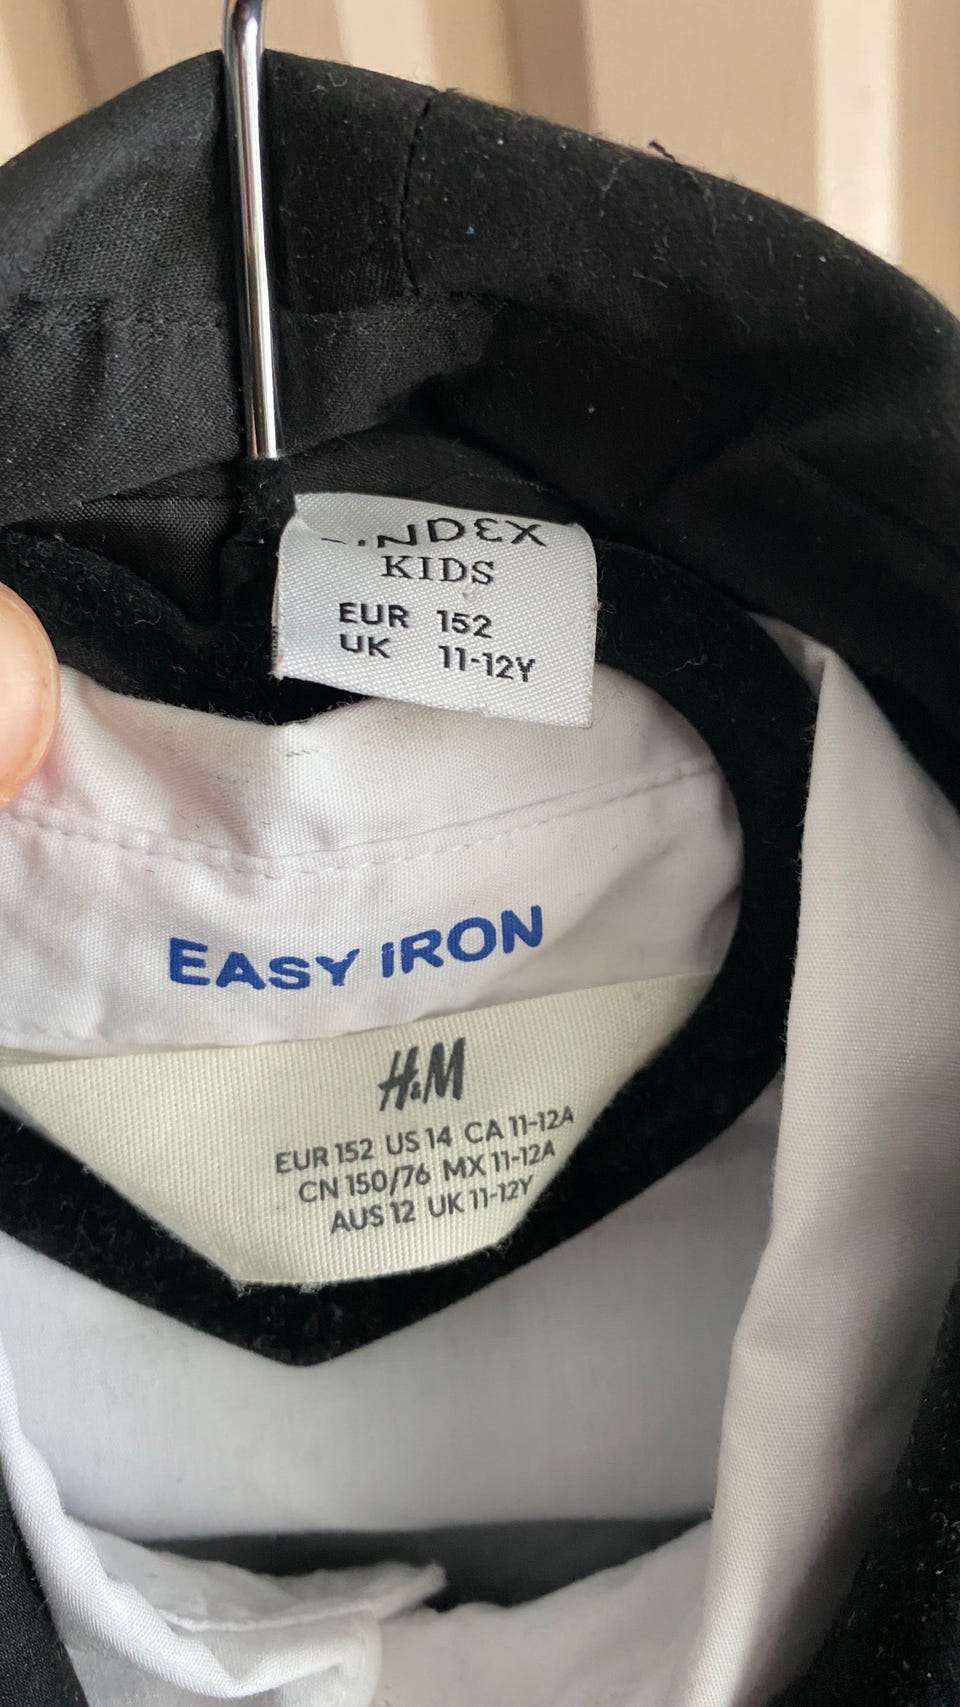 KIDS
EUR 152
UK 11-12Y
EASY IRON
H&M
EUR 152 US 14 CA 11-12A
CN 150/76 MX 11-12A
AUS 12 UK 11-12Y